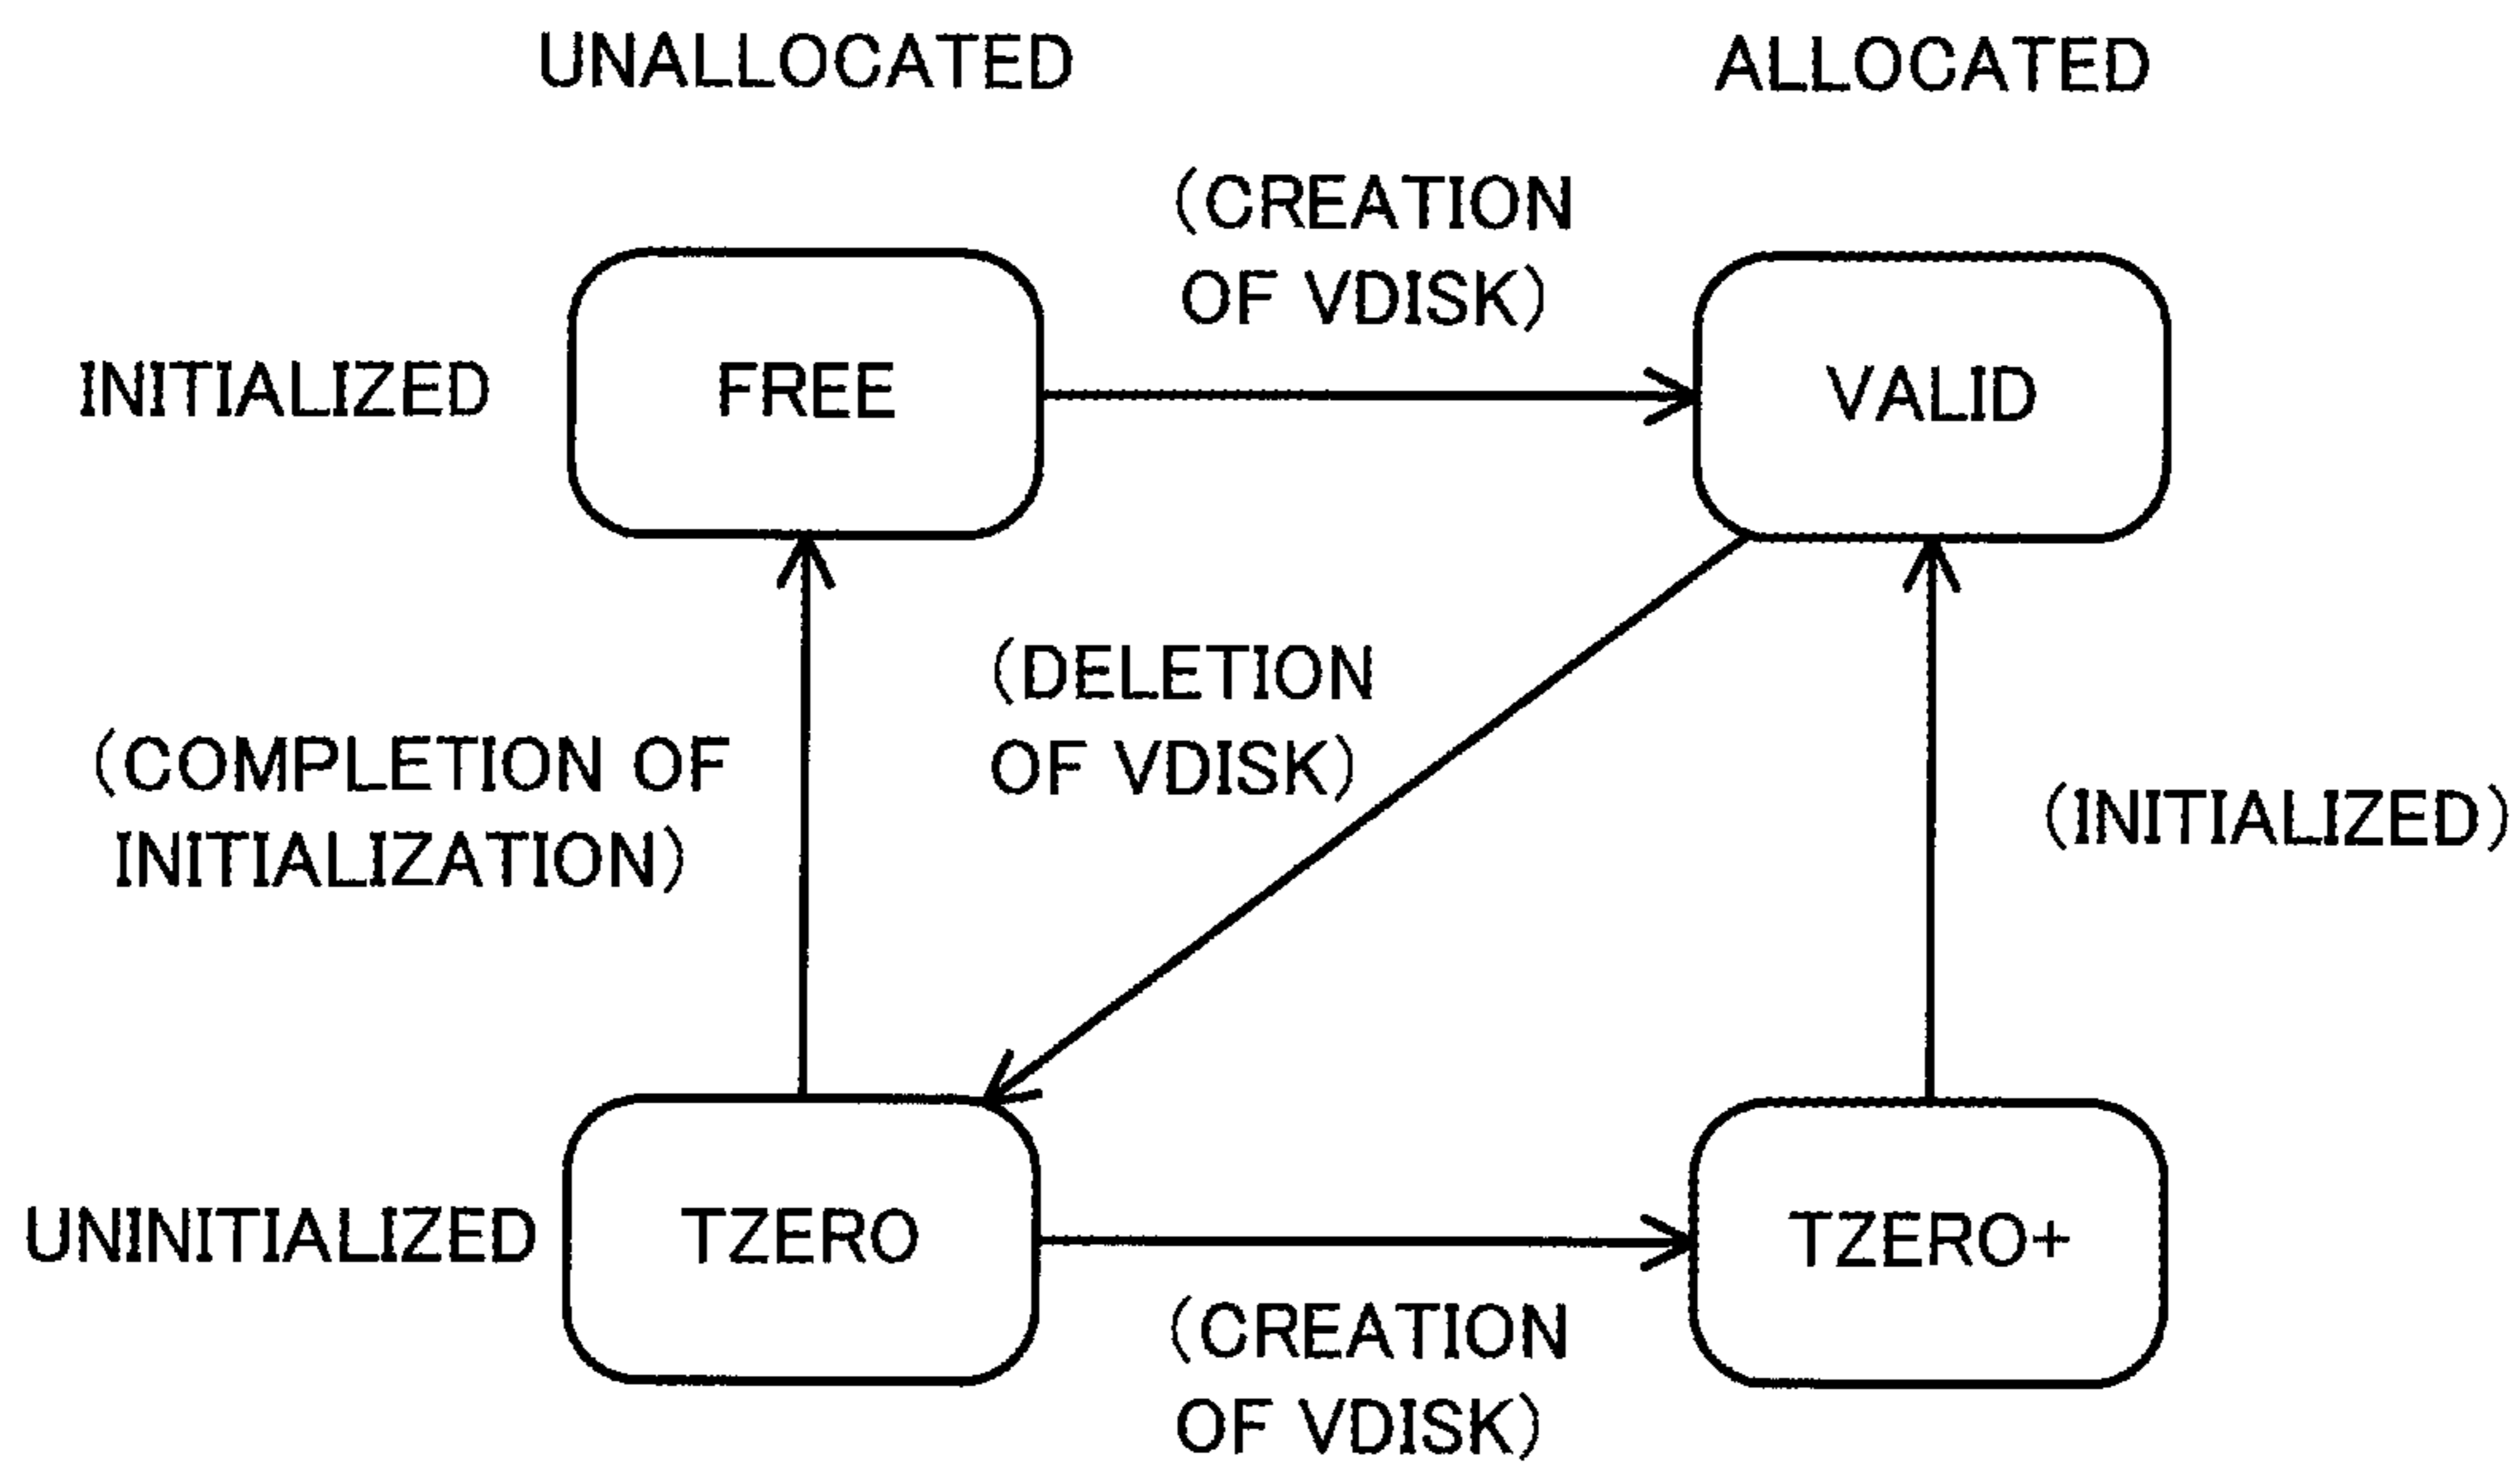 UNALLOCATED
ALLOCATED
(CREATION
OF VDISK)
INITIALIZED
FREE
VALID
(DELETION
OF VDISK)
(COMPLETION OF
INITIALIZATION)
(INITIALIZED)
UNINITIALIZED
TZERO
TZERO+
(CREATION
OF VDISK)